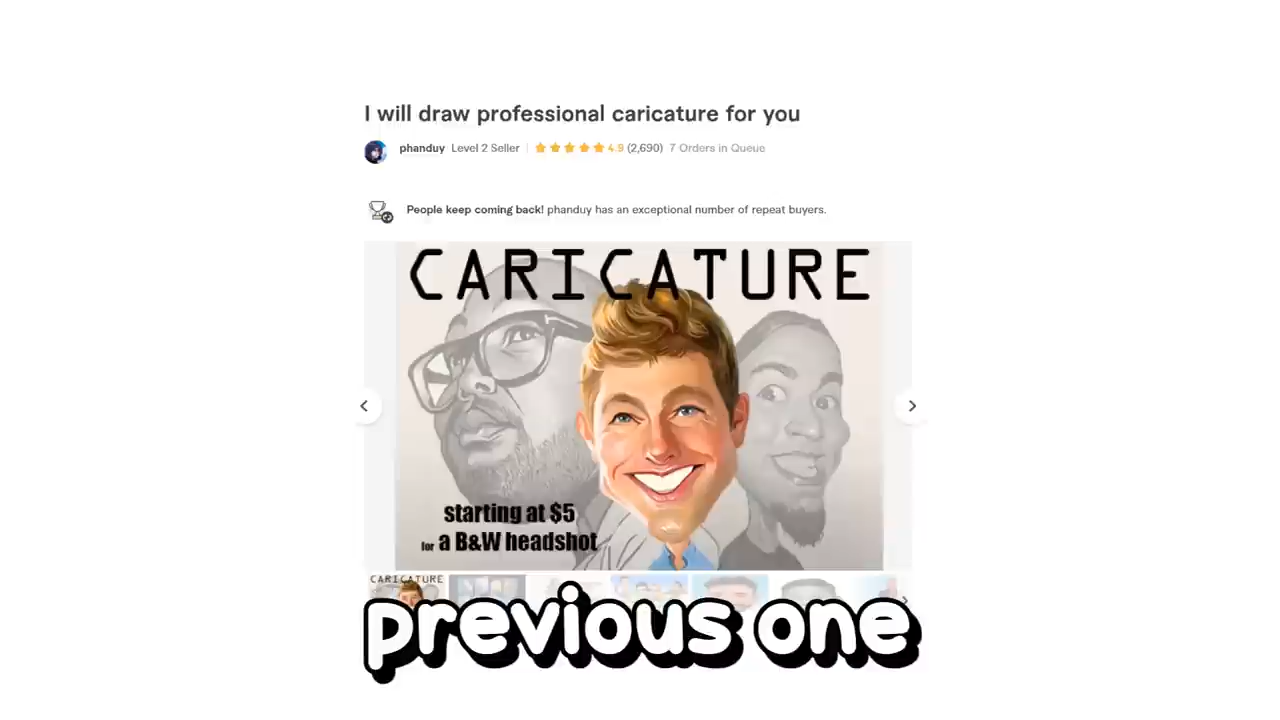 I will draw professional caricature for you
phanduy Level 2 Seller 4.9 (2,690) 7 Orders in Queue
People keep coming back! phanduy has an exceptional number of repeat buyers.
CARICATURE
starting at $5
for a B&W headshot
CARICATURE
previous one